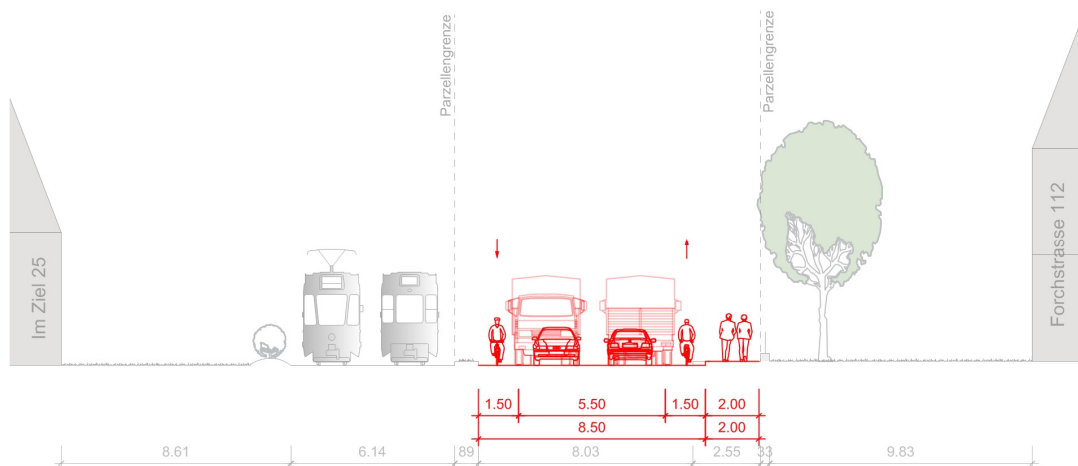 Parzellengrenze
Parzellengrenze
Im Ziel 25
Forchstrasse 112
1.50 5.50 1.50 2.00
8.50 2.00
8.61 6.14 89 8.03 2.55 33 9.83